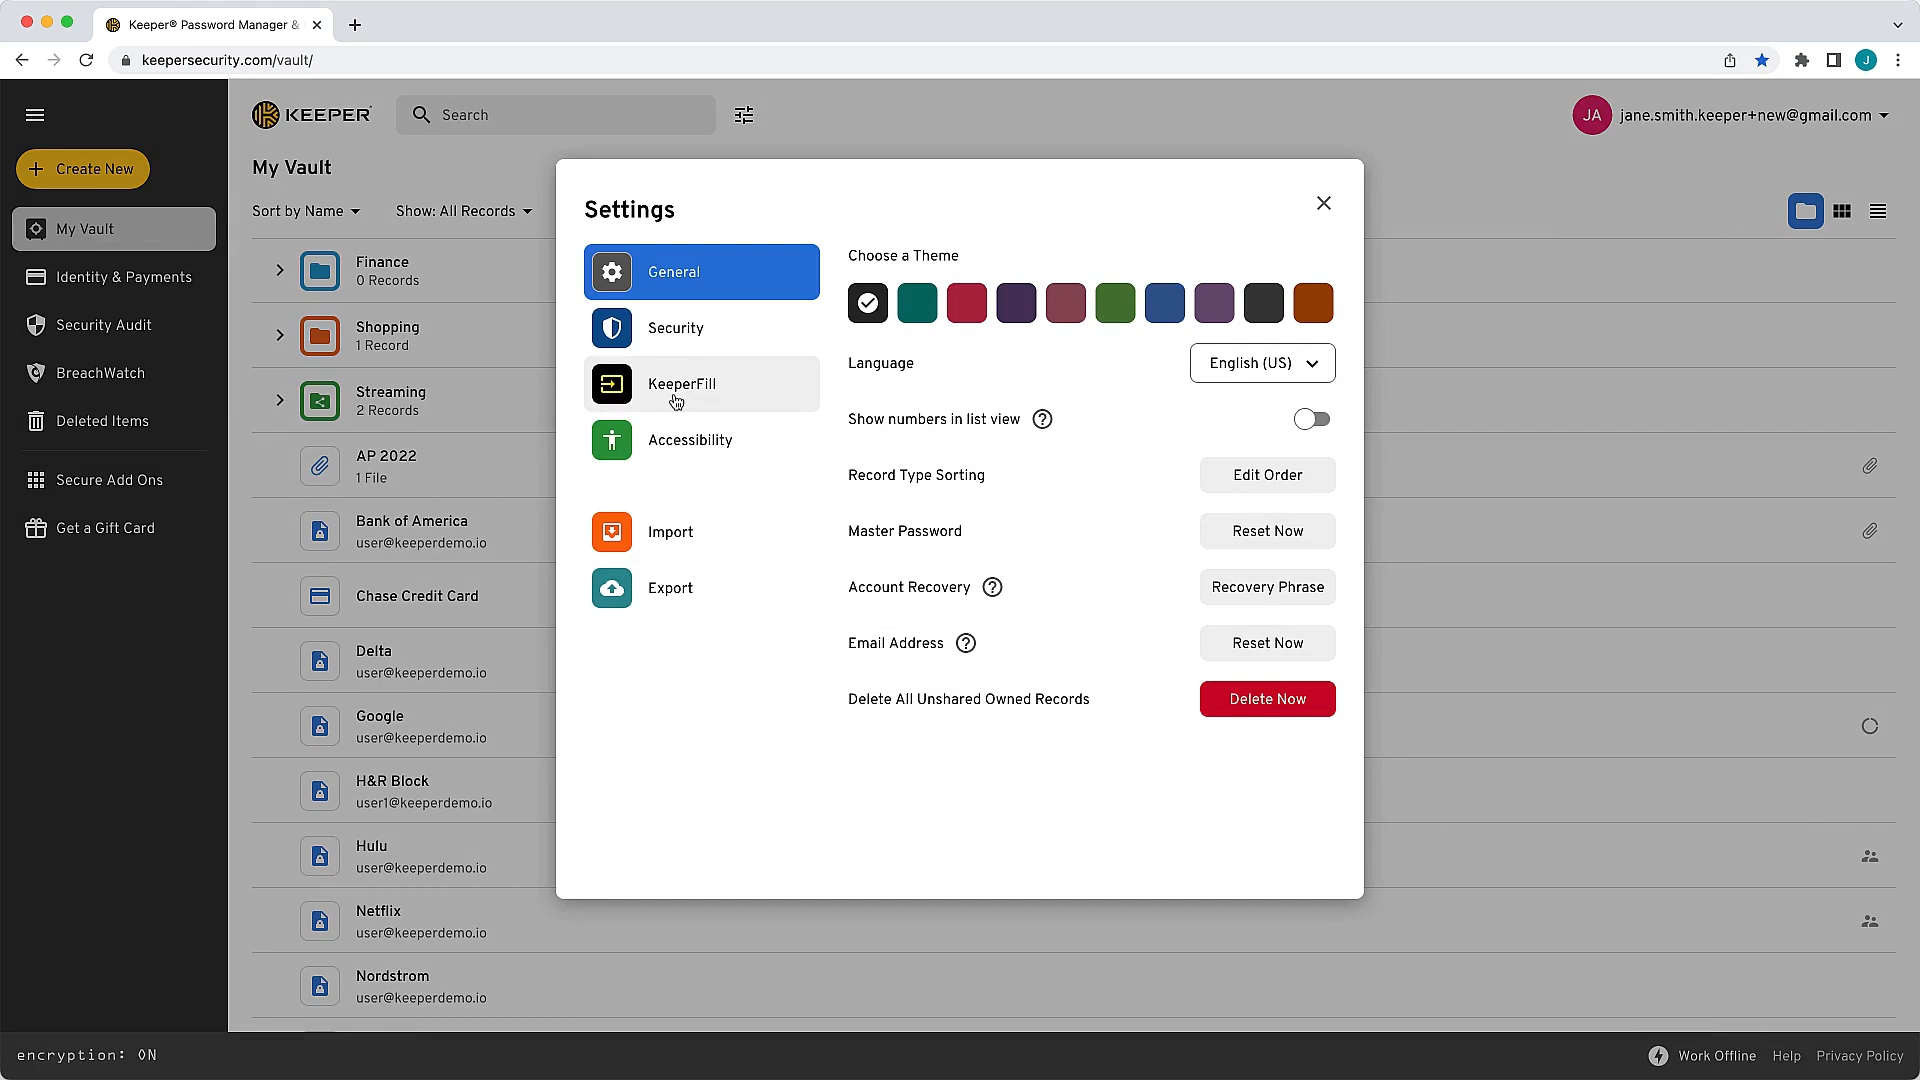 Keeper® Password Manager &
keepersecurity.com/vault/
J
KEEPER
Search
JA
jane.smith.keeper+new@gmail.com
Create New
My Vault
Identity & Payments
Security Audit
BreachWatch
Deleted Items
Secure Add Ons
Get a Gift Card
My Vault
Sort by Name
Show: All Records
Finance
0 Records
Shopping
1 Record
Streaming
2 Records
AP 2022
1 File
Bank of America
user@keeperdemo.io
Chase Credit Card
Delta
user@keeperdemo.io
Google
user@keeperdemo.io
H&R Block
user1@keeperdemo.io
Hulu
user@keeperdemo.io
Netflix
user@keeperdemo.io
Nordstrom
user@keeperdemo.io
Settings
General
Security
KeeperFill
Accessibility
Import
Export
Choose a Theme
Language
English (US)
Show numbers in list view
Record Type Sorting
Edit Order
Master Password
Reset Now
Account Recovery
Recovery Phrase
Email Address
Reset Now
Delete All Unshared Owned Records
Delete Now
encryption: ON
Work Offline
Help
Privacy Policy